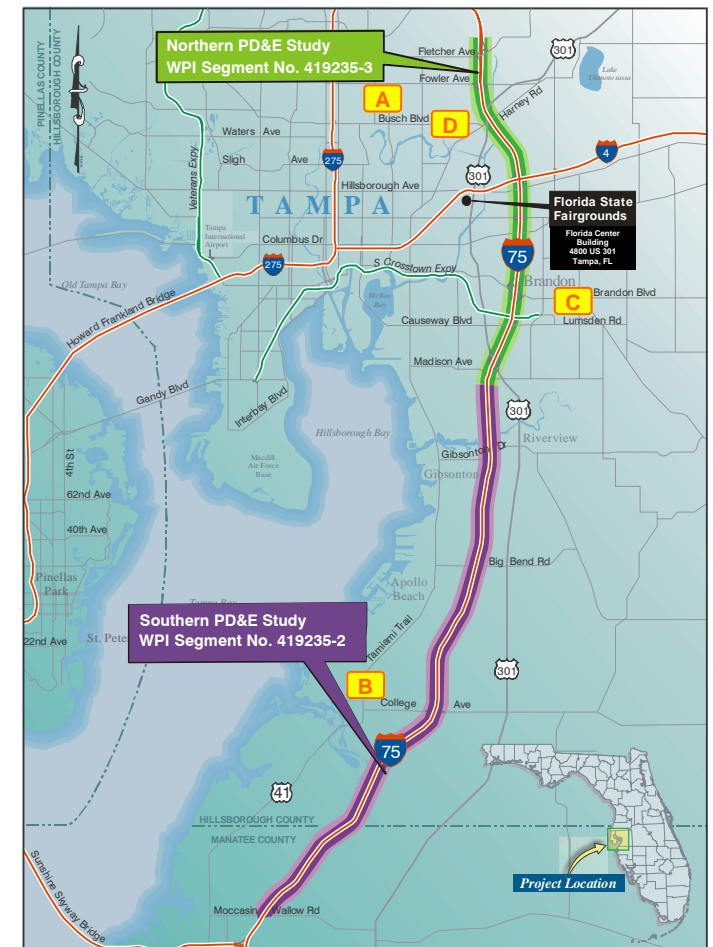 PINELLAS COUNTY
HILLSBOROUGH COUNTY
Northern PD&E Study
WPI Segment No. 419235-3
Fletcher Ave
301
Fowler Ave
Lake
Thonotosassa
A
Busch Blvd
D
Harney Rd
Waters Ave
Veterans Expy
Sligh Ave
275
4
301
Hillsborough Ave
TAMPA
Florida State
Fairgrounds
Florida Center
Building
4800 US 301
Tampa, FL
Tampa
International
Airport
Columbus Dr
75
275
S Crosstown Expy
Old Tampa Bay
Brandon
Brandon Blvd
C
McKay
Bay
Howard Frankland Bridge
Causeway Blvd
Lumsden Rd
Madison Ave
Gandy Blvd
Interbay Blvd
301
Hillsborough Bay
Riverview
4th St
Macdill
Air Force
Base
Gibsonton Dr
Gibsonton
62nd Ave
40th Ave
Big Bend Rd
Pinellas
Park
Apollo
Beach
Tampa Bay
Southern PD&E Study
WPI Segment No. 419235-2
22nd Ave
St. Pete
Tamiami Trail
301
B
College Ave
75
41
HILLSBOROUGH COUNTY
MANATEE COUNTY
Sunshine Skyway Bridge
Project Location
Moccasin Wallow Rd